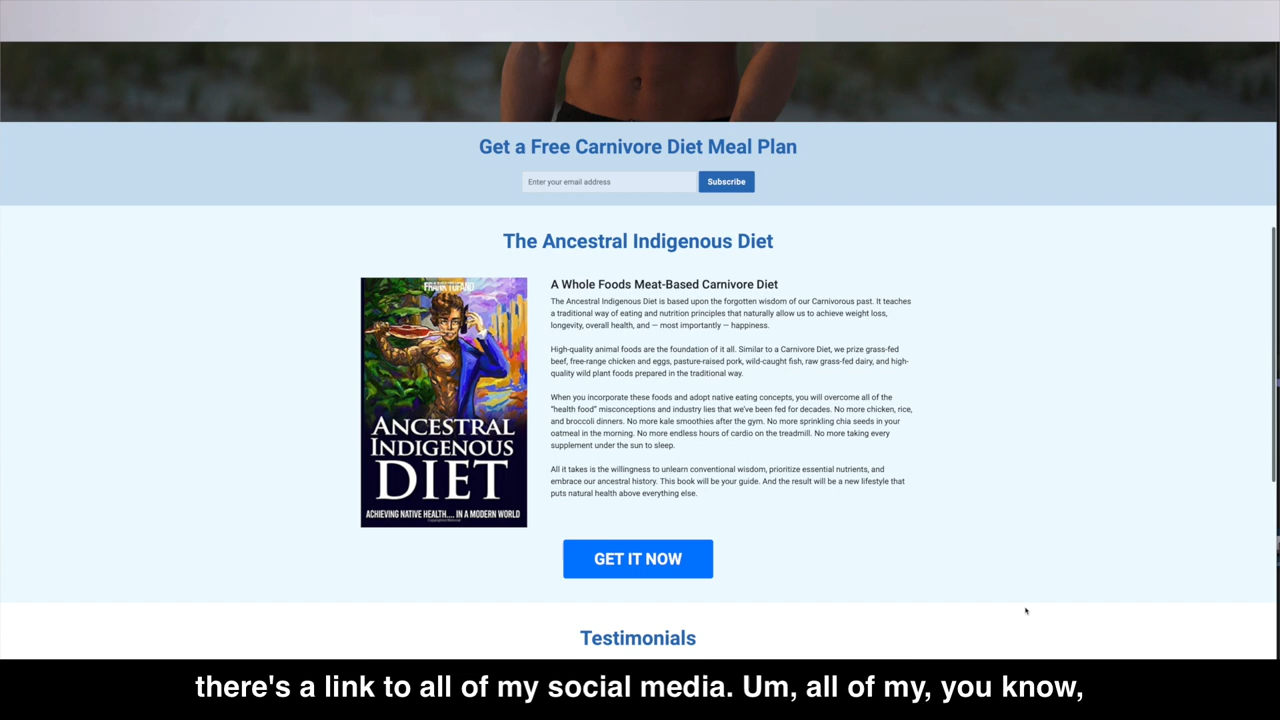 Get a Free Carnivore Diet Meal Plan
Enter your email address
Subscribe
The Ancestral Indigenous Diet
FRANK TUFANO
ANCESTRAL
INDIGENOUS
DIET
ACHIEVING NATIVE HEALTH.... IN A MODERN WORLD
A Whole Foods Meat-Based Carnivore Diet
The Ancestral Indigenous Diet is based upon the forgotten wisdom of our Carnivorous past. It teaches
a traditional way of eating and nutrition principles that naturally allow us to achieve weight loss,
longevity, overall health, and — most importantly — happiness.
High-quality animal foods are the foundation of it all. Similar to a Carnivore Diet, we prize grass-fed
beef, free-range chicken and eggs, pasture-raised pork, wild-caught fish, raw grass-fed dairy, and high-
quality wild plant foods prepared in the traditional way.
When you incorporate these foods and adopt native eating concepts, you will overcome all of the
"health food" misconceptions and industry lies that we've been fed for decades. No more chicken, rice,
and broccoli dinners. No more kale smoothies after the gym. No more sprinkling chia seeds in your
oatmeal in the morning. No more endless hours of cardio on the treadmill. No more taking every
supplement under the sun to sleep.
All it takes is the willingness to unlearn conventional wisdom, prioritize essential nutrients, and
embrace our ancestral history. This book will be your guide. And the result will be a new lifestyle that
puts natural health above everything else.
GET IT NOW
Testimonials
there's a link to all of my social media. Um, all of my, you know,